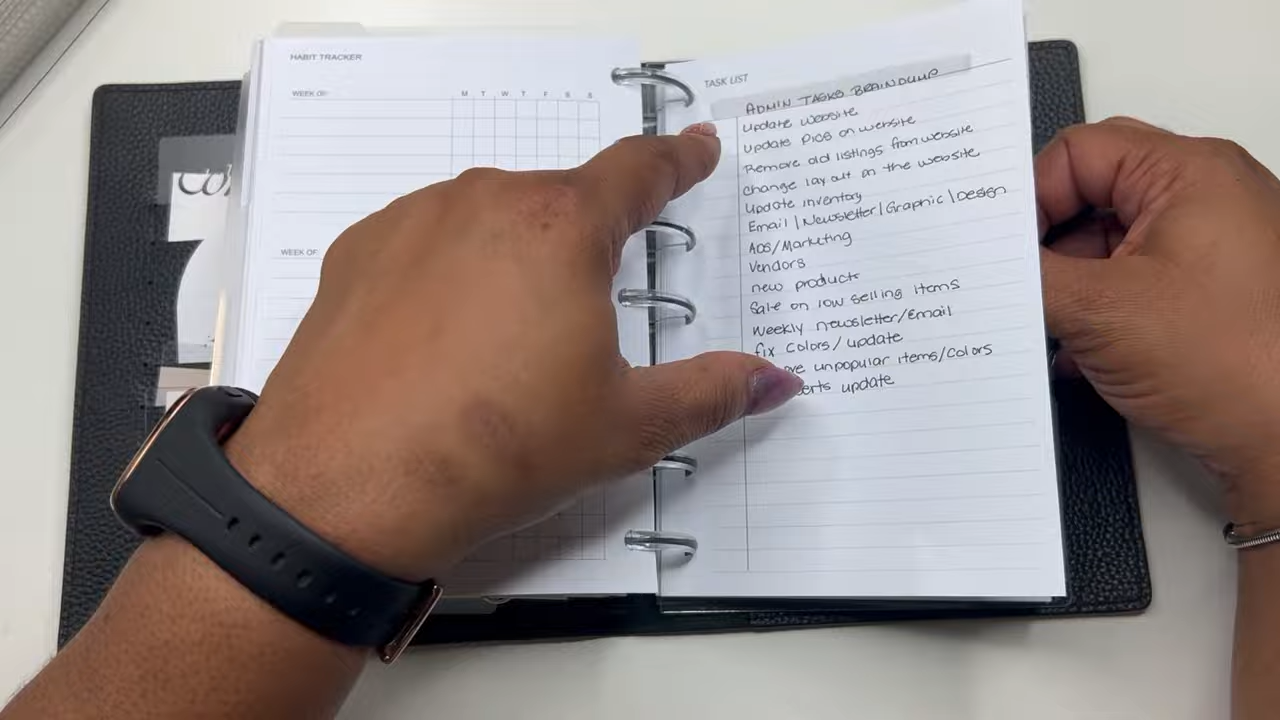 HABIT TRACKER
WEEK OF:
M T W T F S S
WEEK OF:
TASK LIST
ADMIN TASKS BRAINDUMP
update website
update pics on website
Remove old listings from website
change lay out on the website
update inventory
Email | Newsletter | Graphic | Design
ADS/Marketing
Vendors
new products
Sale on low selling items
weekly newsletter/Email
fix colors/update
unpopular items/colors
update